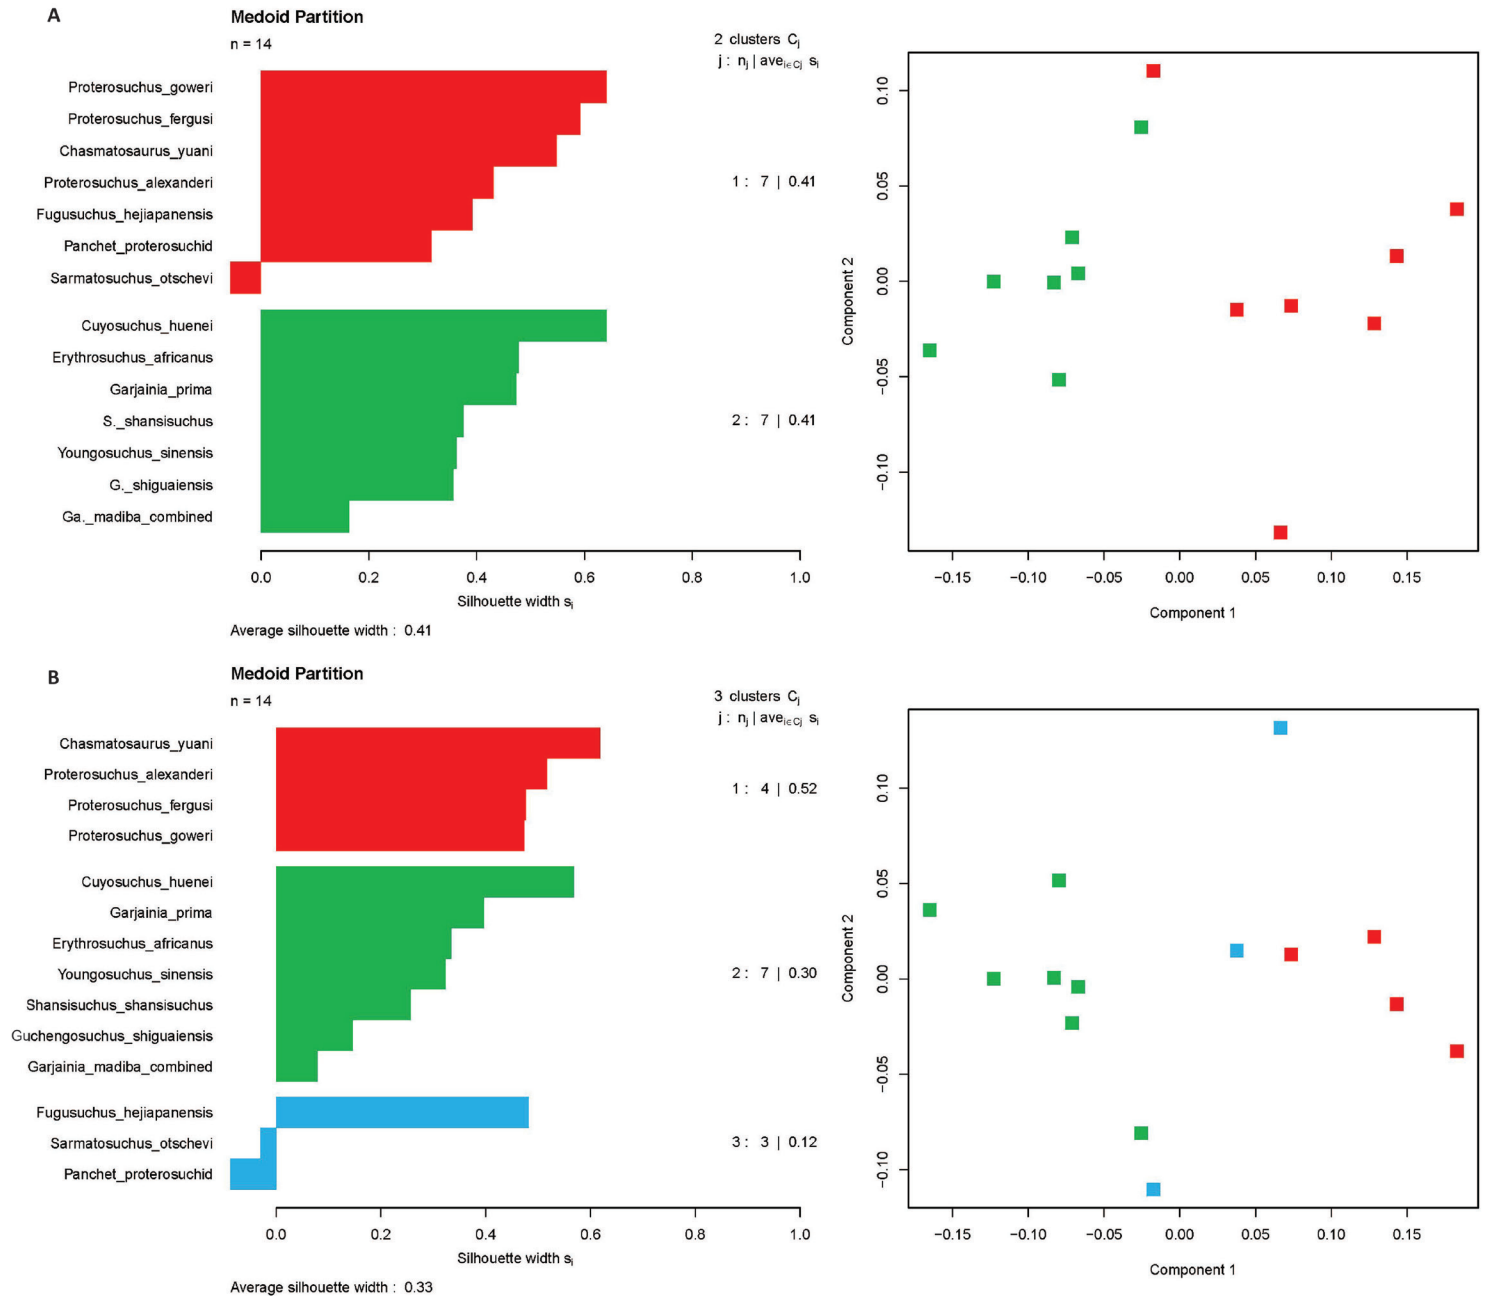 A
Medoid Partition
n = 14
2 clusters Cj
j : nj | avei∈Cj si
Proterosuchus_goweri
Proterosuchus_fergusi
Chasmatosaurus_yuani
Proterosuchus_alexanderi
Fugusuchus_hejiapanensis
Panchet_proterosuchid
Sarmatosuchus_otschevi
1 : 7 | 0.41
Cuyosuchus_huenei
Erythrosuchus_africanus
Garjainia_prima
S._shansisuchus
Youngosuchus_sinensis
G._shiguaiensis
Ga._madiba_combined
2 : 7 | 0.41
0.0 0.2 0.4 0.6 0.8 1.0
Silhouette width si
Average silhouette width : 0.41
Component 2
0.10
0.05
0.00
−0.05
−0.10
−0.15 −0.10 −0.05 0.00 0.05 0.10 0.15
Component 1
B
Medoid Partition
n = 14
3 clusters Cj
j : nj | avei∈Cj si
Chasmatosaurus_yuani
Proterosuchus_alexanderi
Proterosuchus_fergusi
Proterosuchus_goweri
1 : 4 | 0.52
Cuyosuchus_huenei
Garjainia_prima
Erythrosuchus_africanus
Youngosuchus_sinensis
Shansisuchus_shansisuchus
Guchengosuchus_shiguaiensis
Garjainia_madiba_combined
2 : 7 | 0.30
Fugusuchus_hejiapanensis
Sarmatosuchus_otschevi
Panchet_proterosuchid
3 : 3 | 0.12
0.0 0.2 0.4 0.6 0.8 1.0
Silhouette width si
Average silhouette width : 0.33
Component 2
0.10
0.05
0.00
−0.05
−0.10
−0.15 −0.10 −0.05 0.00 0.05 0.10 0.15
Component 1